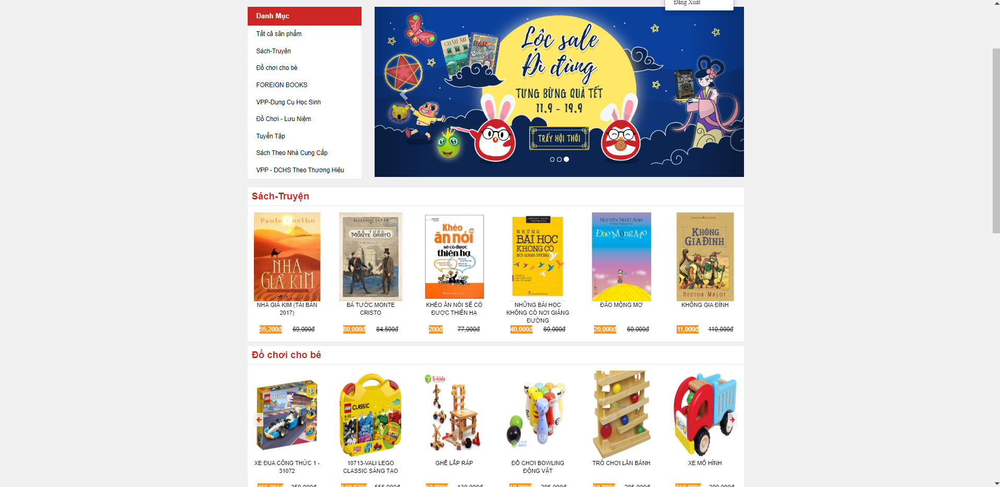 Đăng Xuất
Danh Mục
Tất cả sản phẩm
Sách-Truyện
Đồ chơi cho bé
FOREIGN BOOKS
VPP-Dụng Cụ Học Sinh
Đồ Chơi - Lưu Niệm
Tuyển Tập
Sách Theo Nhà Cung Cấp
VPP - DCHS Theo Thương Hiệu
CHÂU ÂU
Lộc sale
Đi đùng
TƯNG BỪNG QUÀ TẾT
11.9 - 19.9
TRẨY HỘI THÔI
Sách-Truyện
Paulo Coelho
NHÀ
GIẢ KIM
ALEXANDRE DUMAS
BÁ TƯỚC
MONTE CRISTO
Khéo
ăn nói
sẽ có được
thiên hạ
NHỮNG
BÀI HỌC
KHÔNG CÓ
NƠI GIẢNG ĐƯỜNG
NGUYỄN NHẬT ÁNH
Đảo Mộng Mơ
KHÔNG
GIA ĐÌNH
HECTOR MALOT
NHÀ GIẢ KIM (TÁI BẢN
2017)
BÁ TƯỚC MONTE
CRISTO
KHÉO ĂN NÓI SẼ CÓ
ĐƯỢC THIÊN HẠ
NHỮNG BÀI HỌC
KHÔNG CÓ NƠI GIẢNG
ĐƯỜNG
ĐẢO MỘNG MƠ
KHÔNG GIA ĐÌNH
55,200đ 69,000đ
80,000đ 84,500đ
200đ 77,000đ
40,000đ 60,000đ
20,000đ 60,000đ
11,000đ 110,000đ
Đồ chơi cho bé
LEGO CREATOR
3in1
LEGO CLASSIC
4-99
S-kids
XE ĐUA CÔNG THỨC 1 -
31072
10713-VALI LEGO
CLASSIC SÁNG TẠO
GHẾ LẮP RÁP
ĐỒ CHƠI BOWLING
ĐỘNG VẬT
TRÒ CHƠI LĂN BÁNH
XE MÔ HÌNH